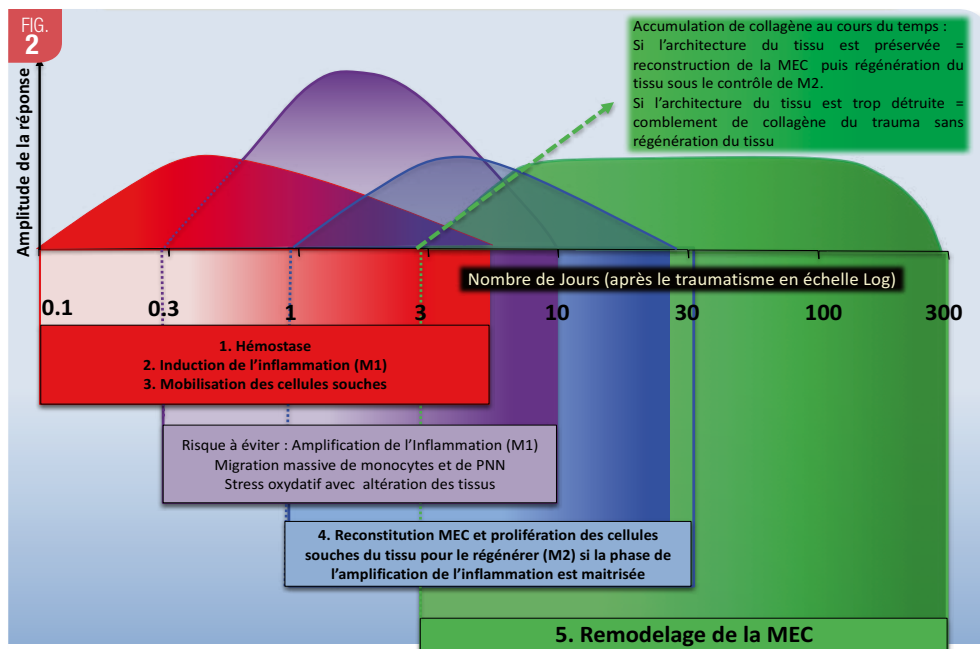 FIG.
2
Accumulation de collagène au cours du temps :
Si l'architecture du tissu est préservée =
reconstruction de la MEC puis régénération du
tissu sous le contrôle de M2.
Si l'architecture du tissu est trop détruite =
comblement de collagène du trauma sans
régénération du tissu
Amplitude de la réponse
Nombre de Jours (après le traumatisme en échelle Log)
0.1 0.3 1 3 10 30 100 300
1. Hémostase
2. Induction de l'inflammation (M1)
3. Mobilisation des cellules souches
Risque à éviter : Amplification de l'Inflammation (M1)
Migration massive de monocytes et de PNN
Stress oxydatif avec altération des tissus
4. Reconstitution MEC et prolifération des cellules
souches du tissu pour le régénérer (M2) si la phase de
l'amplification de l'inflammation est maitrisée
5. Remodelage de la MEC